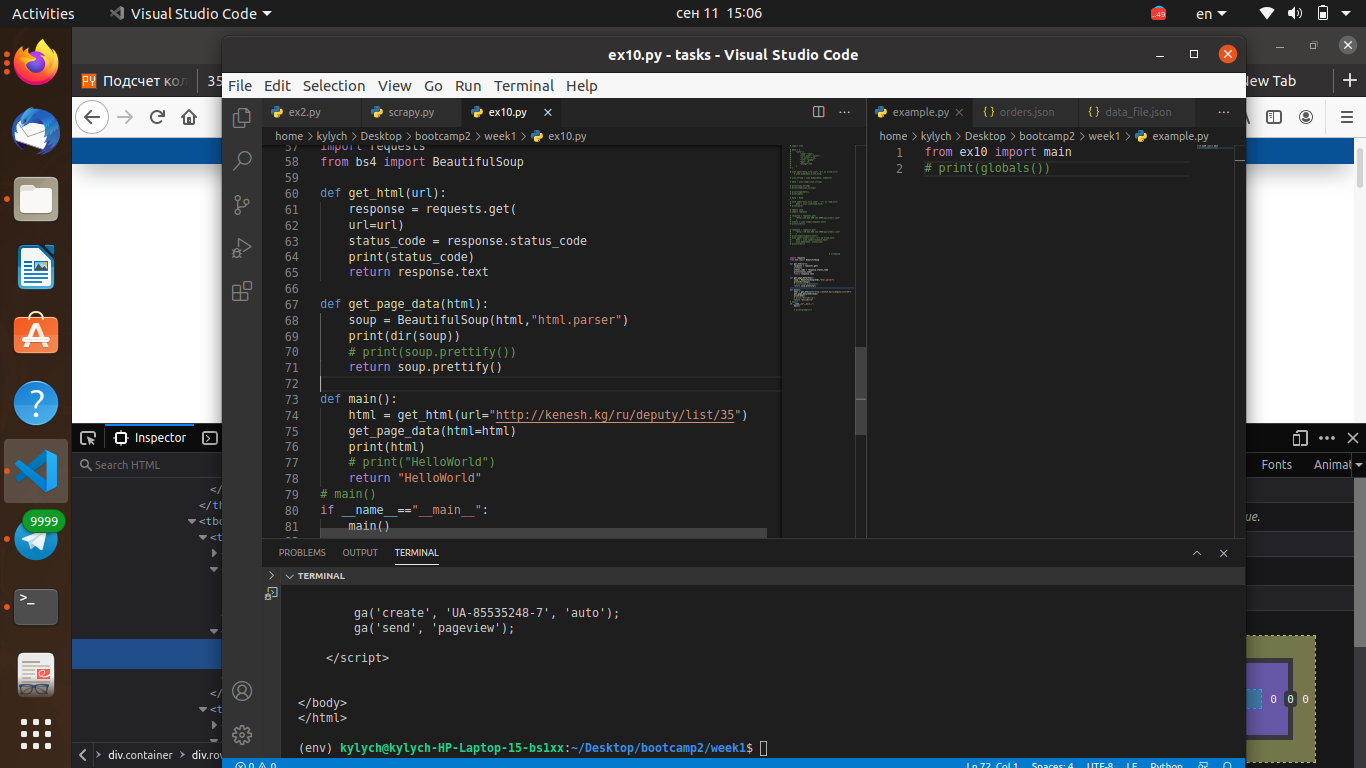 Activities
Visual Studio Code
сен 11 15:06
.49
en
ex10.py - tasks - Visual Studio Code
Подсчет кол
35
New Tab
File Edit Selection View Go Run Terminal Help
ex2.py
scrapy.py
ex10.py
home > kylych > Desktop > bootcamp2 > week1 > ex10.py
57 import requests
58 from bs4 import BeautifulSoup
59
60 def get_html(url):
61 response = requests.get(
62 url=url)
63 status_code = response.status_code
64 print(status_code)
65 return response.text
66
67 def get_page_data(html):
68 soup = BeautifulSoup(html,"html.parser")
69 print(dir(soup))
70 # print(soup.prettify())
71 return soup.prettify()
72
73 def main():
74 html = get_html(url="http://kenesh.kg/ru/deputy/list/35")
75 get_page_data(html=html)
76 print(html)
77 # print("HelloWorld")
78 return "HelloWorld"
79 # main()
80 if __name__=="__main__":
81 main()
example.py
orders.json
data_file.json
home > kylych > Desktop > bootcamp2 > week1 > example.py
1 from ex10 import main
2 # print(globals())
Inspector
Search HTML
</
</th
<tbo
<t
</
<t
div.container > div.rov
9999
Fonts
Animat
ue.
0 0 0
PROBLEMS OUTPUT TERMINAL
TERMINAL
ga('create', 'UA-85535248-7', 'auto');
ga('send', 'pageview');
</script>
</body>
</html>
(env) kylych@kylych-HP-Laptop-15-bs1xx:~/Desktop/bootcamp2/week1$
0 0
Ln 72, Col 1 Spaces: 4 UTF-8 LF Python